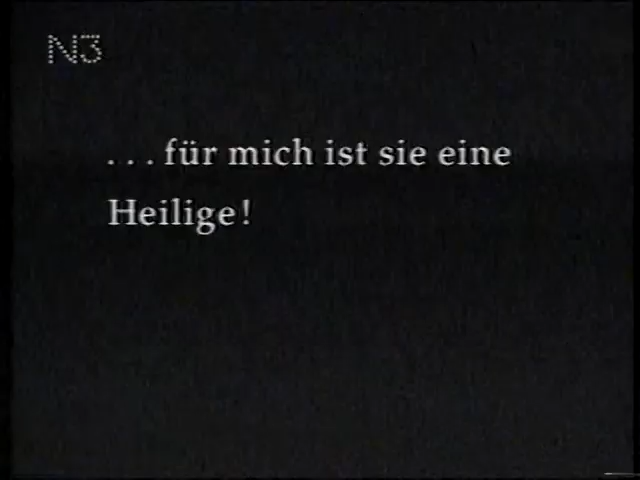 N3
. . . für mich ist sie eine
Heilige!